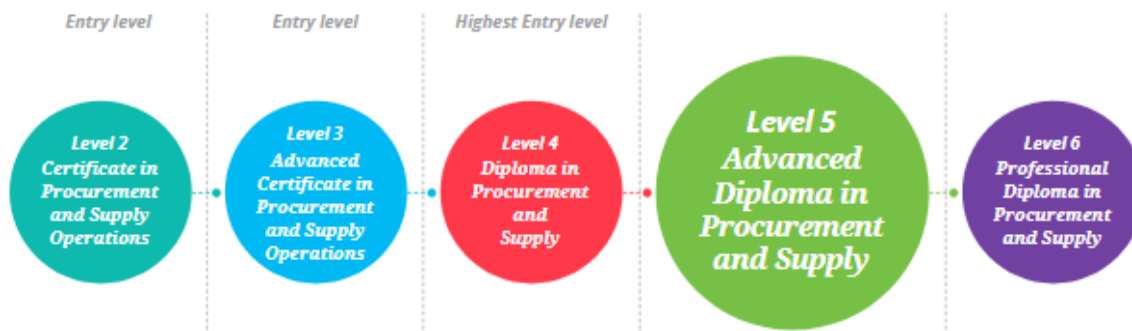 Entry level
Entry level
Highest Entry level
Level 2
Certificate in
Procurement
and Supply
Operations
Level 3
Advanced
Certificate in
Procurement
and Supply
Operations
Level 4
Diploma in
Procurement
and
Supply
Level 5
Advanced
Diploma in
Procurement
and Supply
Level 6
Professional
Diploma in
Procurement
and Supply